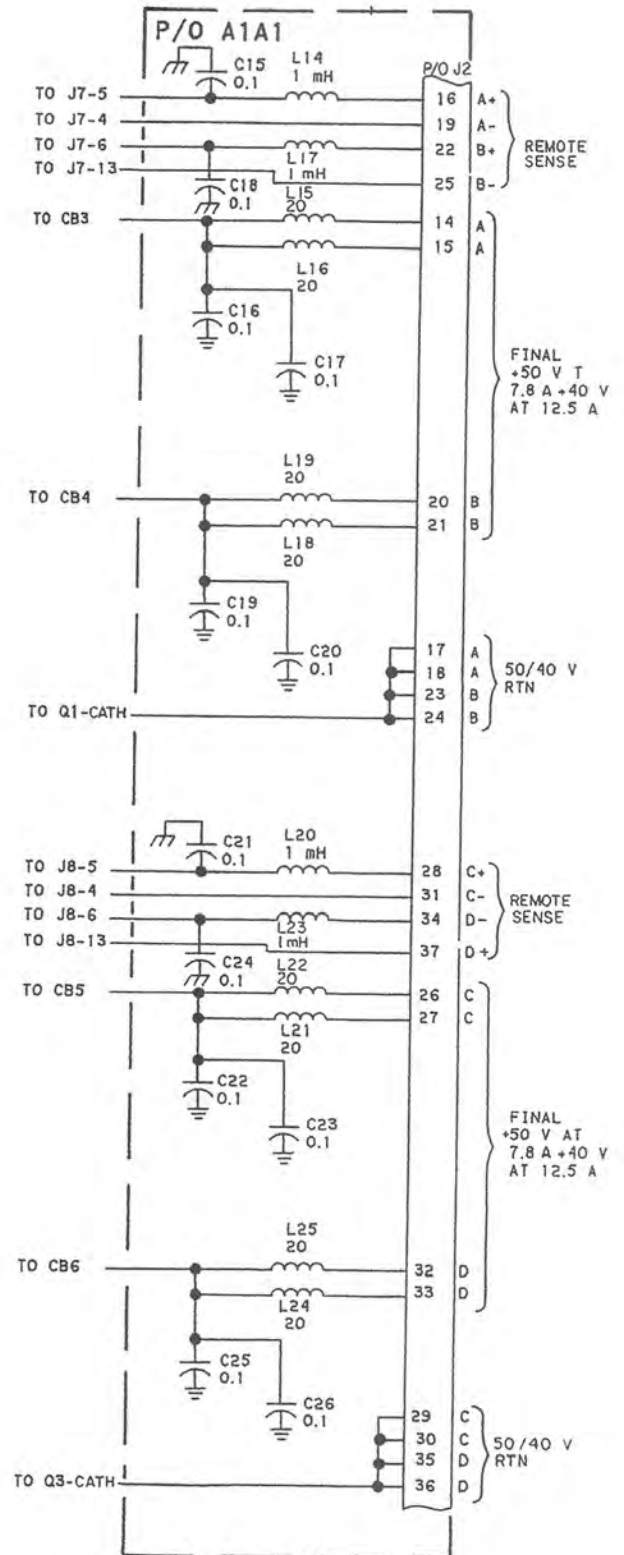 P/O A1A1
C15
0.1
L14
1 mH
P/O J2
TO J7-5
16 A+
TO J7-4
19 A-
TO J7-6
22 B+
REMOTE
SENSE
TO J7-13
L17
1 mH
25 B-
C18
0.1
L15
20
TO CB3
14 A
15 A
L16
20
C16
0.1
C17
0.1
FINAL
+50 V T
7.8 A +40 V
AT 12.5 A
L19
20
TO CB4
20 B
21 B
L18
20
C19
0.1
C20
0.1
17 A
18 A
50/40 V
RTN
23 B
TO Q1-CATH
24 B
C21
0.1
L20
1 mH
TO J8-5
28 C+
TO J8-4
31 C-
REMOTE
SENSE
TO J8-6
34 D-
L23
1mH
TO J8-13
37 D+
C24
0.1
L22
20
TO CB5
26 C
27 C
L21
20
C22
0.1
C23
0.1
FINAL
+50 V AT
7.8 A +40 V
AT 12.5 A
L25
20
TO CB6
32 D
33 D
L24
20
C25
0.1
C26
0.1
29 C
30 C
50/40 V
RTN
35 D
TO Q3-CATH
36 D